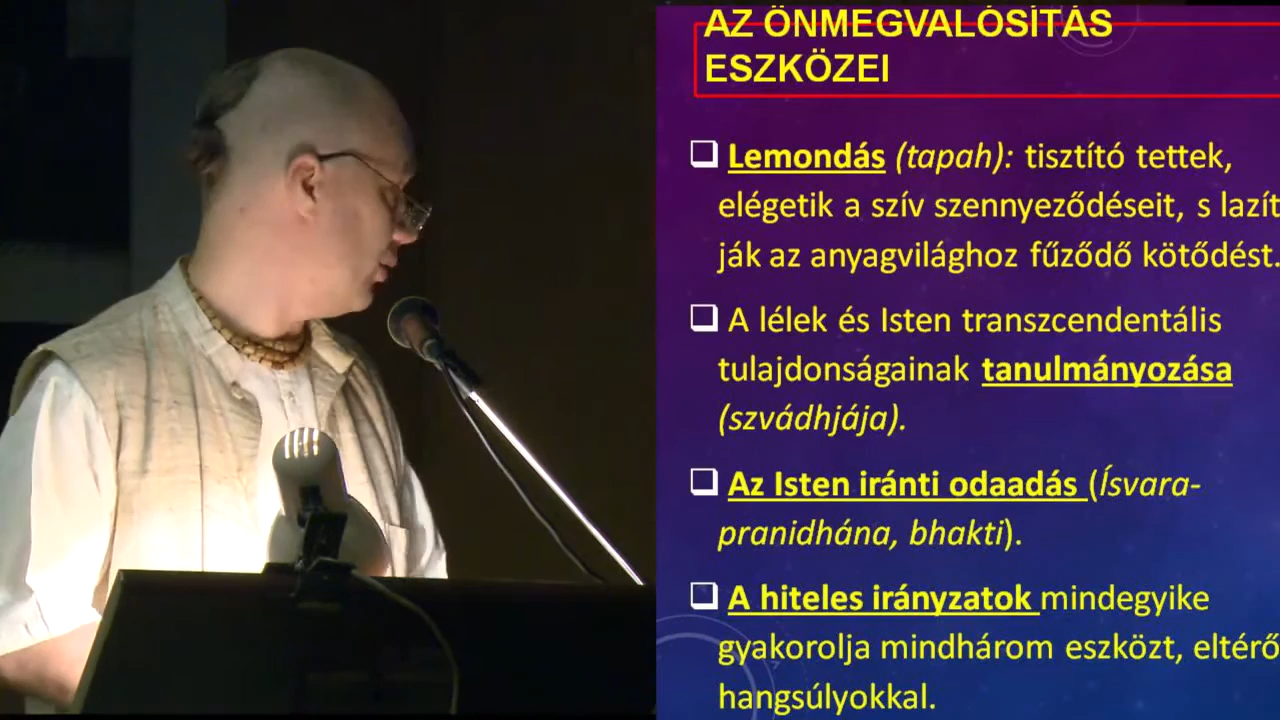 AZ ÖNMEGVALÓSÍTÁS
ESZKÖZEI
Lemondás (tapah): tisztító tettek,
elégetik a szív szennyeződéseit, s lazít
ják az anyagvilághoz fűződő kötődést.
A lélek és Isten transzcendentális
tulajdonságainak tanulmányozása
(szvádhjája).
Az Isten iránti odaadás (Ísvara-
pranidhána, bhakti).
A hiteles irányzatok mindegyike
gyakorolja mindhárom eszközt, eltérő
hangsúlyokkal.